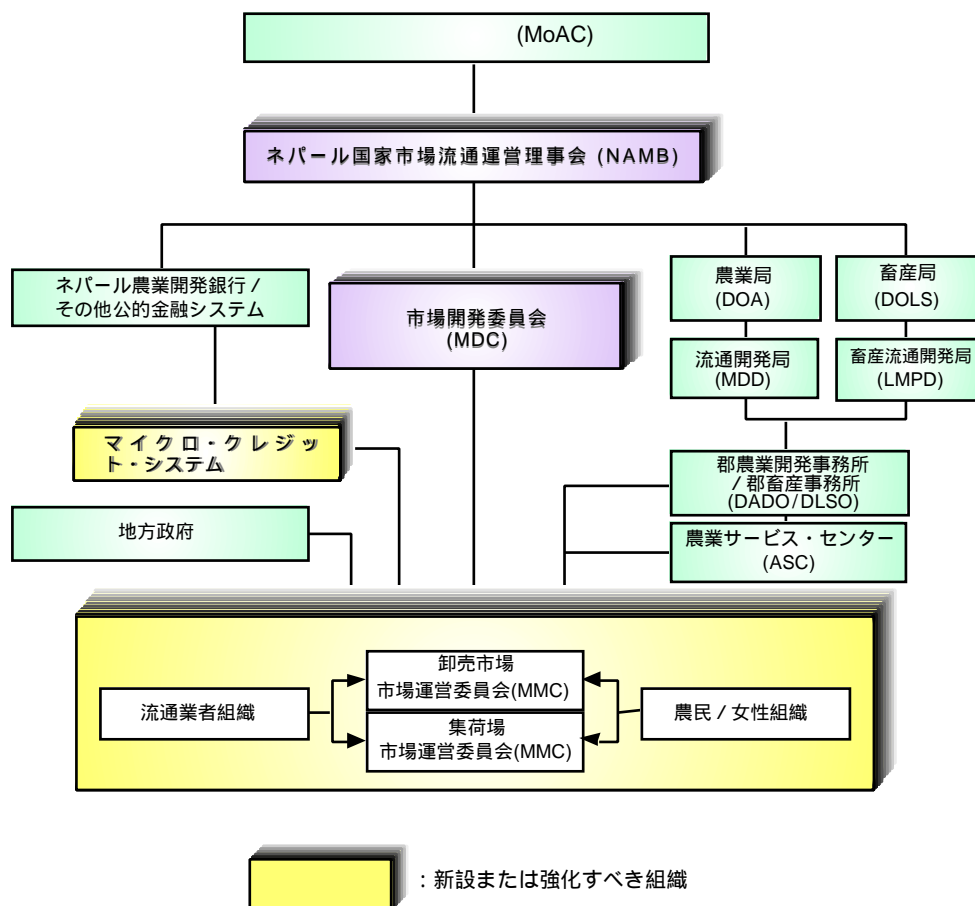 (MoAC)
ネパール国家市場流通運営理事会 (NAMB)
ネパール農業開発銀行 /
その他公的金融システム
市場開発委員会
(MDC)
農業局
(DOA)
畜産局
(DOLS)
流通開発局
(MDD)
畜産流通開発局
(LMPD)
マイクロ・クレジッ
ト・システム
郡農業開発事務所
/ 郡畜産事務所
(DADO/DLSO)
地方政府
農業サービス・センター
(ASC)
卸売市場
市場運営委員会(MMC)
流通業者組織
農民 / 女性組織
集荷場
市場運営委員会(MMC)
: 新設または強化すべき組織